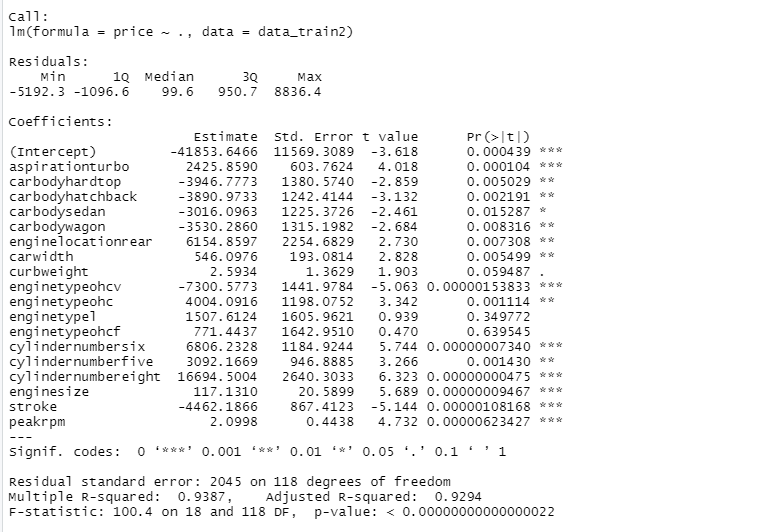 Call:
lm(formula = price ~ ., data = data_train2)
Residuals:
Min 1Q Median 3Q Max
-5192.3 -1096.6 99.6 950.7 8836.4
Coefficients:
Estimate Std. Error t value Pr(>|t|)
(Intercept) -41853.6466 11569.3089 -3.618 0.000439 ***
aspirationturbo 2425.8590 603.7624 4.018 0.000104 ***
carbodyhardtop -3946.7773 1380.5740 -2.859 0.005029 **
carbodyhatchback -3890.9733 1242.4144 -3.132 0.002191 **
carbodysedan -3016.0963 1225.3726 -2.461 0.015287 *
carbodywagon -3530.2860 1315.1982 -2.684 0.008316 **
enginelocationrear 6154.8597 2254.6829 2.730 0.007308 **
carwidth 546.0976 193.0814 2.828 0.005499 **
curbweight 2.5934 1.3629 1.903 0.059487 .
enginetypeohcv -7300.5773 1441.9784 -5.063 0.00000153833 ***
enginetypeohc 4004.0916 1198.0752 3.342 0.001114 **
enginetypel 1507.6124 1605.9621 0.939 0.349772
enginetypeohcf 771.4437 1642.9510 0.470 0.639545
cylindernumbersix 6806.2328 1184.9244 5.744 0.00000007340 ***
cylindernumberfive 3092.1669 946.8885 3.266 0.001430 **
cylindernumbereight 16694.5004 2640.3033 6.323 0.00000000475 ***
enginesize 117.1310 20.5899 5.689 0.00000009467 ***
stroke -4462.1866 867.4123 -5.144 0.00000108168 ***
peakrpm 2.0998 0.4438 4.732 0.00000623427 ***
---
Signif. codes: 0 ‘***’ 0.001 ‘**’ 0.01 ‘*’ 0.05 ‘.’ 0.1 ‘ ’ 1
Residual standard error: 2045 on 118 degrees of freedom
Multiple R-squared: 0.9387, Adjusted R-squared: 0.9294
F-statistic: 100.4 on 18 and 118 DF, p-value: < 0.00000000000000022